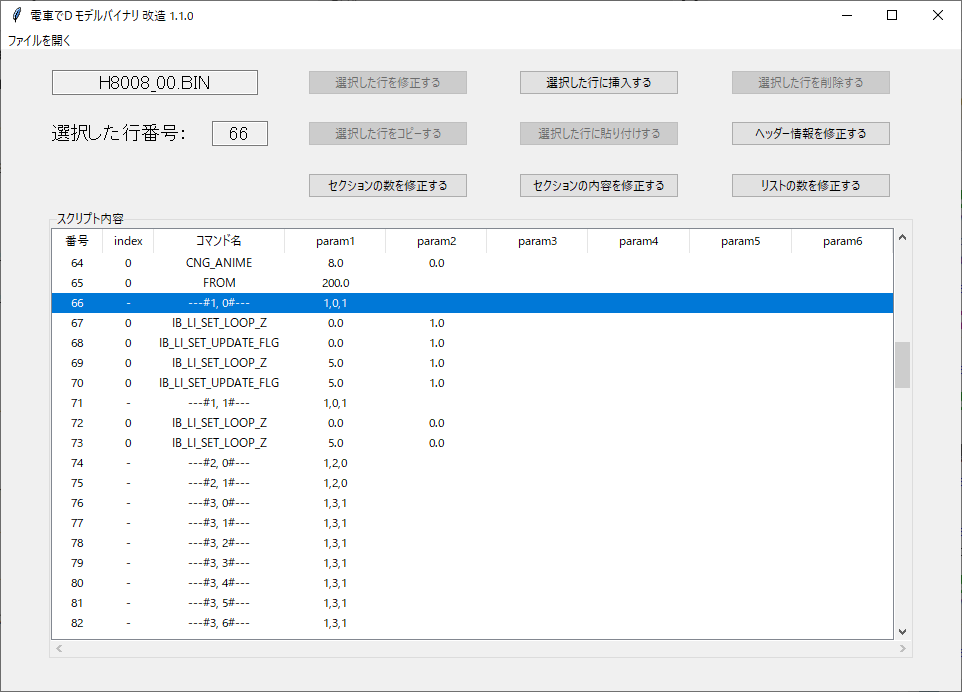 電車でD モデルバイナリ 改造 1.1.0
ファイルを開く
H8008_00.BIN 選択した行を修正する 選択した行に挿入する 選択した行を削除する
選択した行番号: 66 選択した行をコピーする 選択した行に貼り付けする ヘッダー情報を修正する
セクションの数を修正する セクションの内容を修正する リストの数を修正する
スクリプト内容
番号 index コマンド名 param1 param2 param3 param4 param5 param6
64 0 CNG_ANIME 8.0 0.0
65 0 FROM 200.0
66 - ---#1, 0#--- 1,0,1
67 0 IB_LI_SET_LOOP_Z 0.0 1.0
68 0 IB_LI_SET_UPDATE_FLG 0.0 1.0
69 0 IB_LI_SET_LOOP_Z 5.0 1.0
70 0 IB_LI_SET_UPDATE_FLG 5.0 1.0
71 - ---#1, 1#--- 1,0,1
72 0 IB_LI_SET_LOOP_Z 0.0 0.0
73 0 IB_LI_SET_LOOP_Z 5.0 0.0
74 - ---#2, 0#--- 1,2,0
75 - ---#2, 1#--- 1,2,0
76 - ---#3, 0#--- 1,3,1
77 - ---#3, 1#--- 1,3,1
78 - ---#3, 2#--- 1,3,1
79 - ---#3, 3#--- 1,3,1
80 - ---#3, 4#--- 1,3,1
81 - ---#3, 5#--- 1,3,1
82 - ---#3, 6#--- 1,3,1